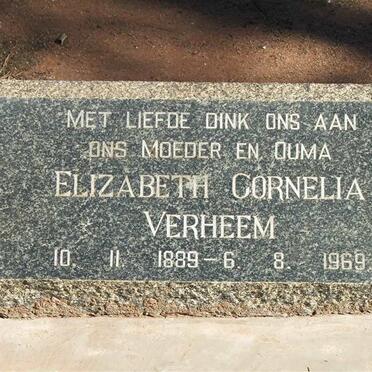 MET LIEFDE DINK ONS AAN
ONS MOEDER EN OUMA
ELIZABETH CORNELIA
VERHEEM
10. 11. 1889 - 6. 8. 1969